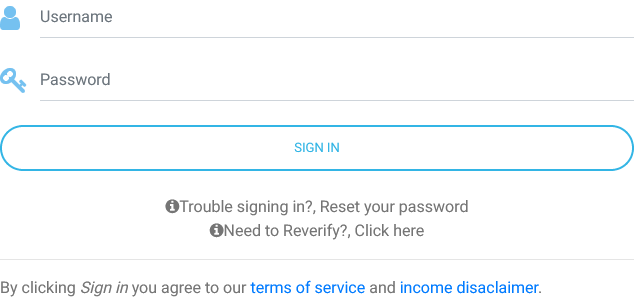 Username
Password
SIGN IN
Trouble signing in?, Reset your password
Need to Reverify?, Click here
By clicking Sign in you agree to our terms of service and income disaclaimer.